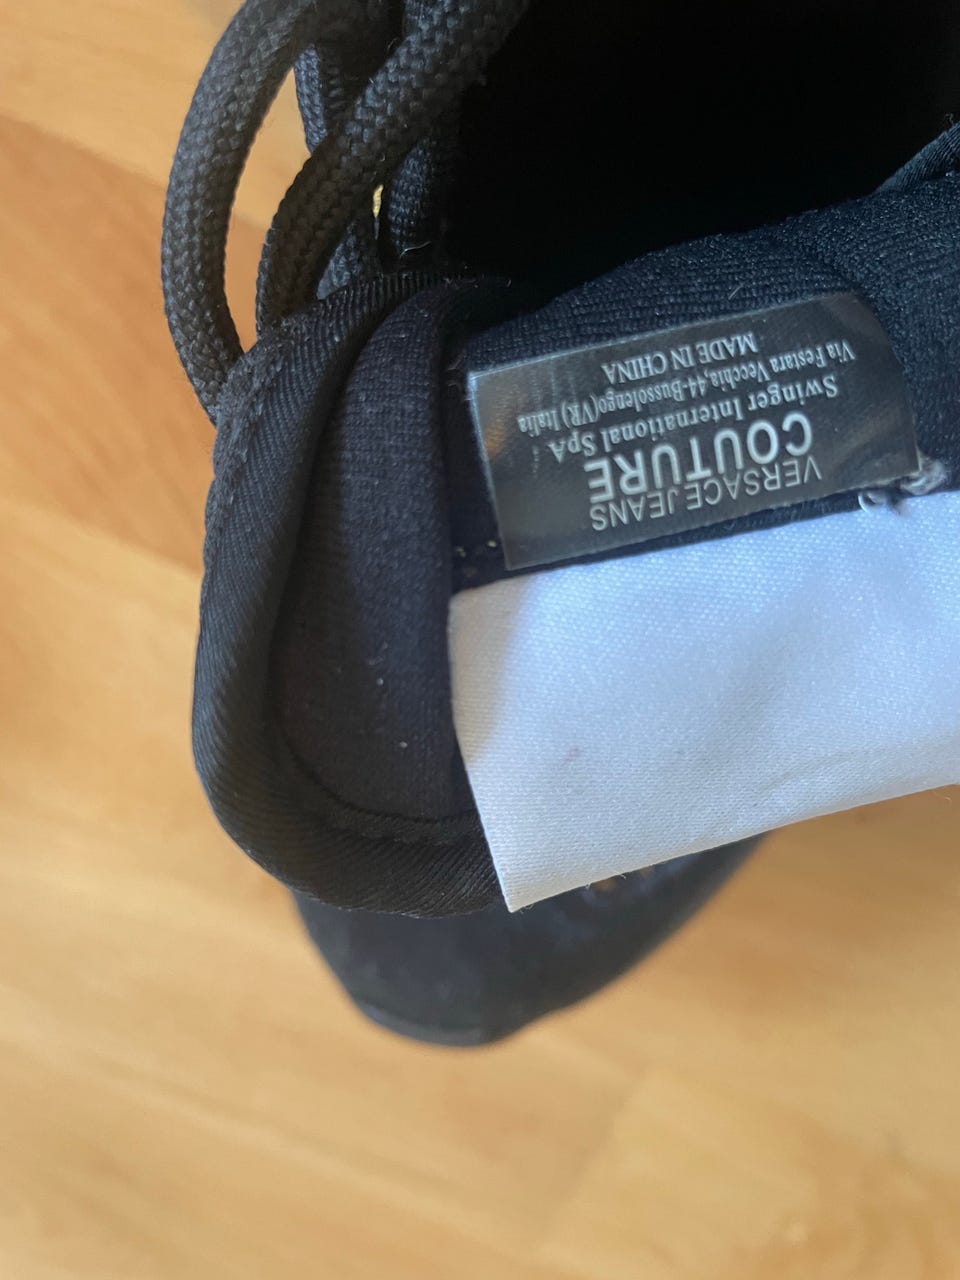 VERSACE JEANS
COUTURE
Swinger International SpA
Via Festara Vecchia,44-Bussolengo(VR) Italia
MADE IN CHINA